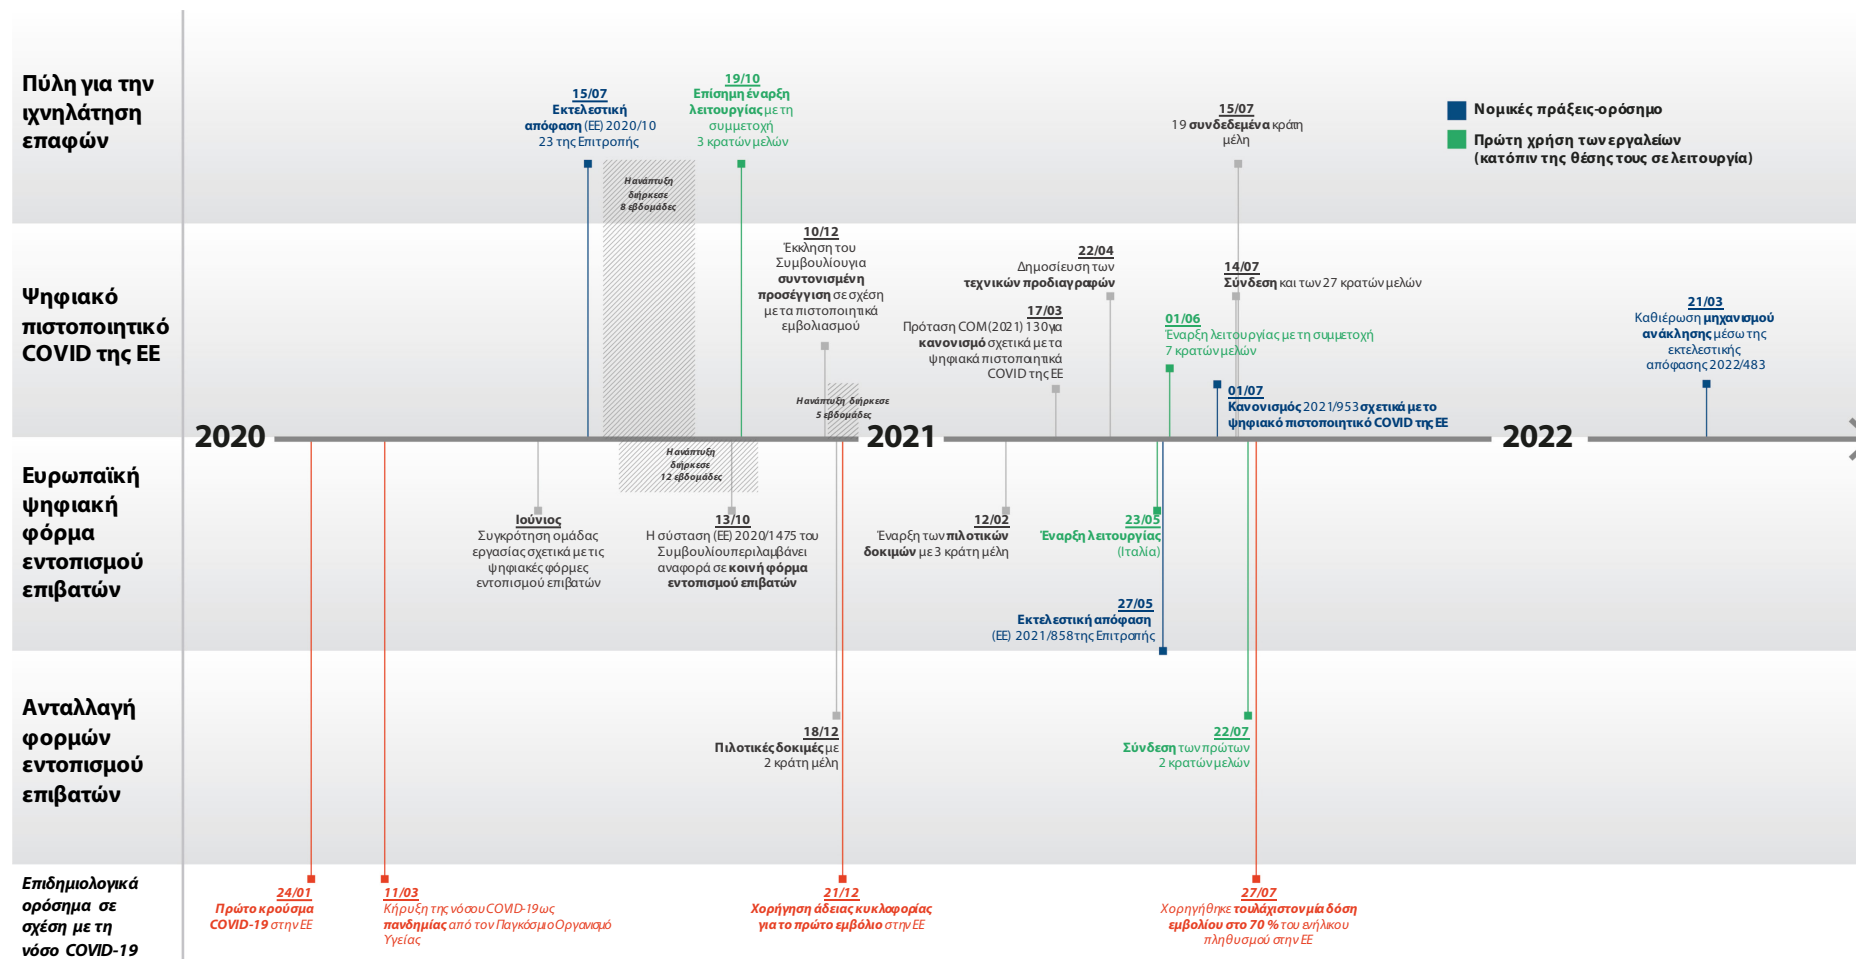 Πύλη για την
ιχνηλάτηση
επαφών
15/07
Εκτελεστική
απόφαση (ΕΕ) 2020/10
23 της Επιτροπής
19/10
Επίσημη έναρξη
λειτουργίας με τη
συμμετοχή
3 κρατών μελών
15/07
19 συνδεδεμένα κράτη
μέλη
Νομικές πράξεις-ορόσημο
Πρώτη χρήση των εργαλείων
(κατόπιν της θέσης τους σε λειτουργία)
Η ανάπτυξη
διήρκεσε
8 εβδομάδες
Ψηφιακό
πιστοποιητικό
COVID της ΕΕ
10/12
Έκκληση του
Συμβουλίου για
συντονισμένη
προσέγγιση σε σχέση
με τα πιστοποιητικά
εμβολιασμού
22/04
Δημοσίευση των
τεχνικών προδιαγραφών
17/03
Πρόταση COM(2021) 130 για
κανονισμό σχετικά με τα
ψηφιακά πιστοποιητικά
COVID της ΕΕ
14/07
Σύνδεση και των 27 κρατών μελών
01/06
Έναρξη λειτουργίας με τη συμμετοχή
7 κρατών μελών
01/07
Κανονισμός 2021/953 σχετικά με το
ψηφιακό πιστοποιητικό COVID της ΕΕ
21/03
Καθιέρωση μηχανισμού
ανάκλησης μέσω της
εκτελεστικής
απόφασης 2022/483
Η ανάπτυξη διήρκεσε
5 εβδομάδες
2020
2021
2022
Ευρωπαϊκή
ψηφιακή
φόρμα
εντοπισμού
επιβατών
Η ανάπτυξη
διήρκεσε
12 εβδομάδες
Ιούνιος
Συγκρότηση ομάδας
εργασίας σχετικά με τις
ψηφιακές φόρμες
εντοπισμού επιβατών
13/10
Η σύσταση (ΕΕ) 2020/1475 του
Συμβουλίου περιλαμβάνει
αναφορά σε κοινή φόρμα
εντοπισμού επιβατών
12/02
Έναρξη των πιλοτικών
δοκιμών με 3 κράτη μέλη
23/05
Έναρξη λειτουργίας
(Ιταλία)
27/05
Εκτελεστική απόφαση
(ΕΕ) 2021/858 της Επιτροπής
Ανταλλαγή
φορμών
εντοπισμού
επιβατών
18/12
Πιλοτικές δοκιμές με
2 κράτη μέλη
22/07
Σύνδεση των πρώτων
2 κρατών μελών
Επιδημιολογικά
ορόσημα σε
σχέση με τη
νόσο COVID-19
24/01
Πρώτο κρούσμα
COVID-19 στην ΕΕ
11/03
Κήρυξη της νόσου COVID-19 ως
πανδημίας από τον Παγκόσμιο Οργανισμό
Υγείας
21/12
Χορήγηση άδειας κυκλοφορίας
για το πρώτο εμβόλιο στην ΕΕ
27/07
Χορηγήθηκε τουλάχιστον μία δόση
εμβολίου στο 70 % του ενήλικου
πληθυσμού στην ΕΕ